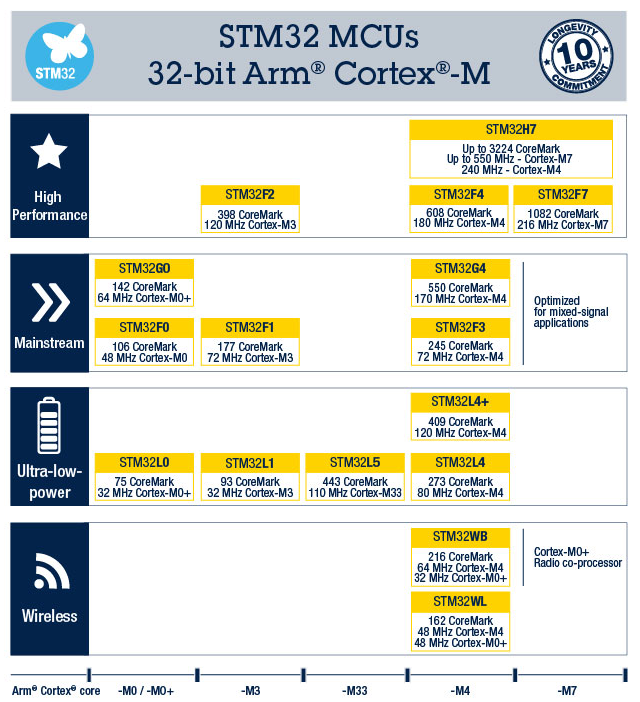 STM32
STM32 MCUs
32-bit Arm® Cortex®-M
LONGEVITY
10
YEARS
COMMITMENT
High
Performance
STM32H7
Up to 3224 CoreMark
Up to 550 MHz - Cortex-M7
240 MHz - Cortex-M4
STM32F2
398 CoreMark
120 MHz Cortex-M3
STM32F4
608 CoreMark
180 MHz Cortex-M4
STM32F7
1082 CoreMark
216 MHz Cortex-M7
Mainstream
STM32G0
142 CoreMark
64 MHz Cortex-M0+
STM32G4
550 CoreMark
170 MHz Cortex-M4
Optimized
for mixed-signal
applications
STM32F0
106 CoreMark
48 MHz Cortex-M0
STM32F1
177 CoreMark
72 MHz Cortex-M3
STM32F3
245 CoreMark
72 MHz Cortex-M4
Ultra-low-
power
STM32L4+
409 CoreMark
120 MHz Cortex-M4
STM32L0
75 CoreMark
32 MHz Cortex-M0+
STM32L1
93 CoreMark
32 MHz Cortex-M3
STM32L5
443 CoreMark
110 MHz Cortex-M33
STM32L4
273 CoreMark
80 MHz Cortex-M4
Wireless
STM32WB
216 CoreMark
64 MHz Cortex-M4
32 MHz Cortex-M0+
Cortex-M0+
Radio co-processor
STM32WL
162 CoreMark
48 MHz Cortex-M4
48 MHz Cortex-M0+
Arm® Cortex® core
-M0 / -M0+
-M3
-M33
-M4
-M7